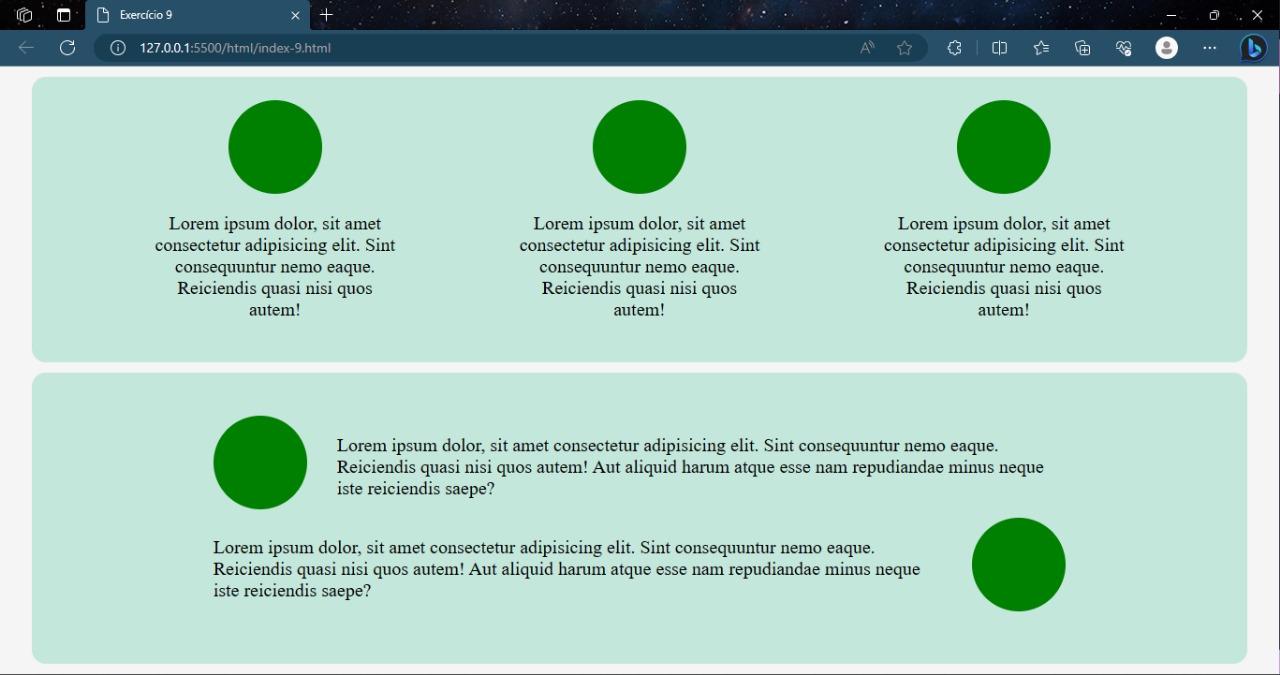 Exercício 9
127.0.0.1:5500/html/index-9.html
Lorem ipsum dolor, sit amet
consectetur adipisicing elit. Sint
consequuntur nemo eaque.
Reiciendis quasi nisi quos
autem!
Lorem ipsum dolor, sit amet
consectetur adipisicing elit. Sint
consequuntur nemo eaque.
Reiciendis quasi nisi quos
autem!
Lorem ipsum dolor, sit amet
consectetur adipisicing elit. Sint
consequuntur nemo eaque.
Reiciendis quasi nisi quos
autem!
Lorem ipsum dolor, sit amet consectetur adipisicing elit. Sint consequuntur nemo eaque.
Reiciendis quasi nisi quos autem! Aut aliquid harum atque esse nam repudiandae minus neque
iste reiciendis saepe?
Lorem ipsum dolor, sit amet consectetur adipisicing elit. Sint consequuntur nemo eaque.
Reiciendis quasi nisi quos autem! Aut aliquid harum atque esse nam repudiandae minus neque
iste reiciendis saepe?